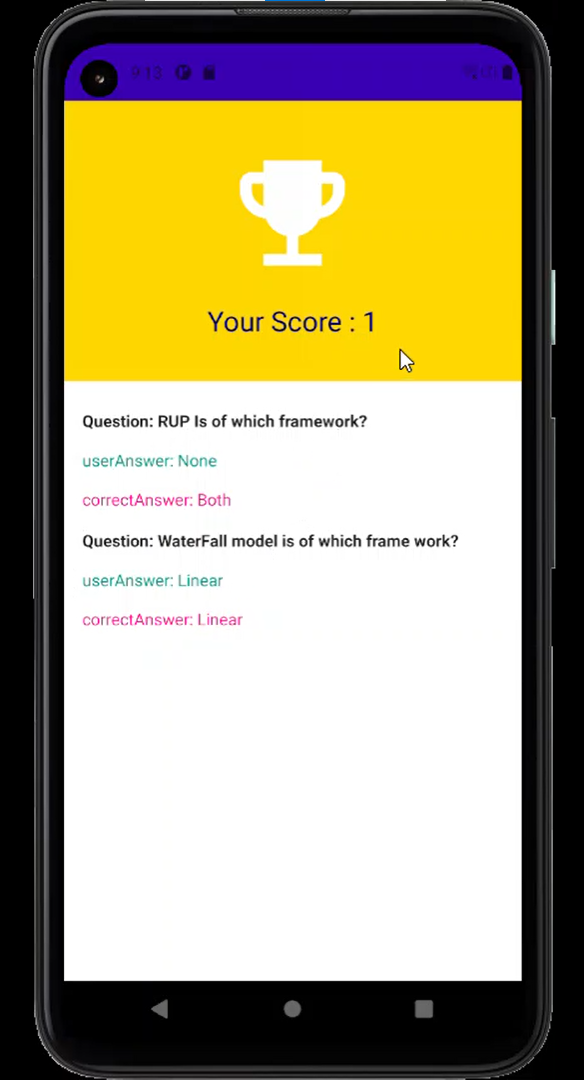 9:13
Your Score : 1
Question: RUP Is of which framework?
userAnswer: None
correctAnswer: Both
Question: WaterFall model is of which frame work?
userAnswer: Linear
correctAnswer: Linear